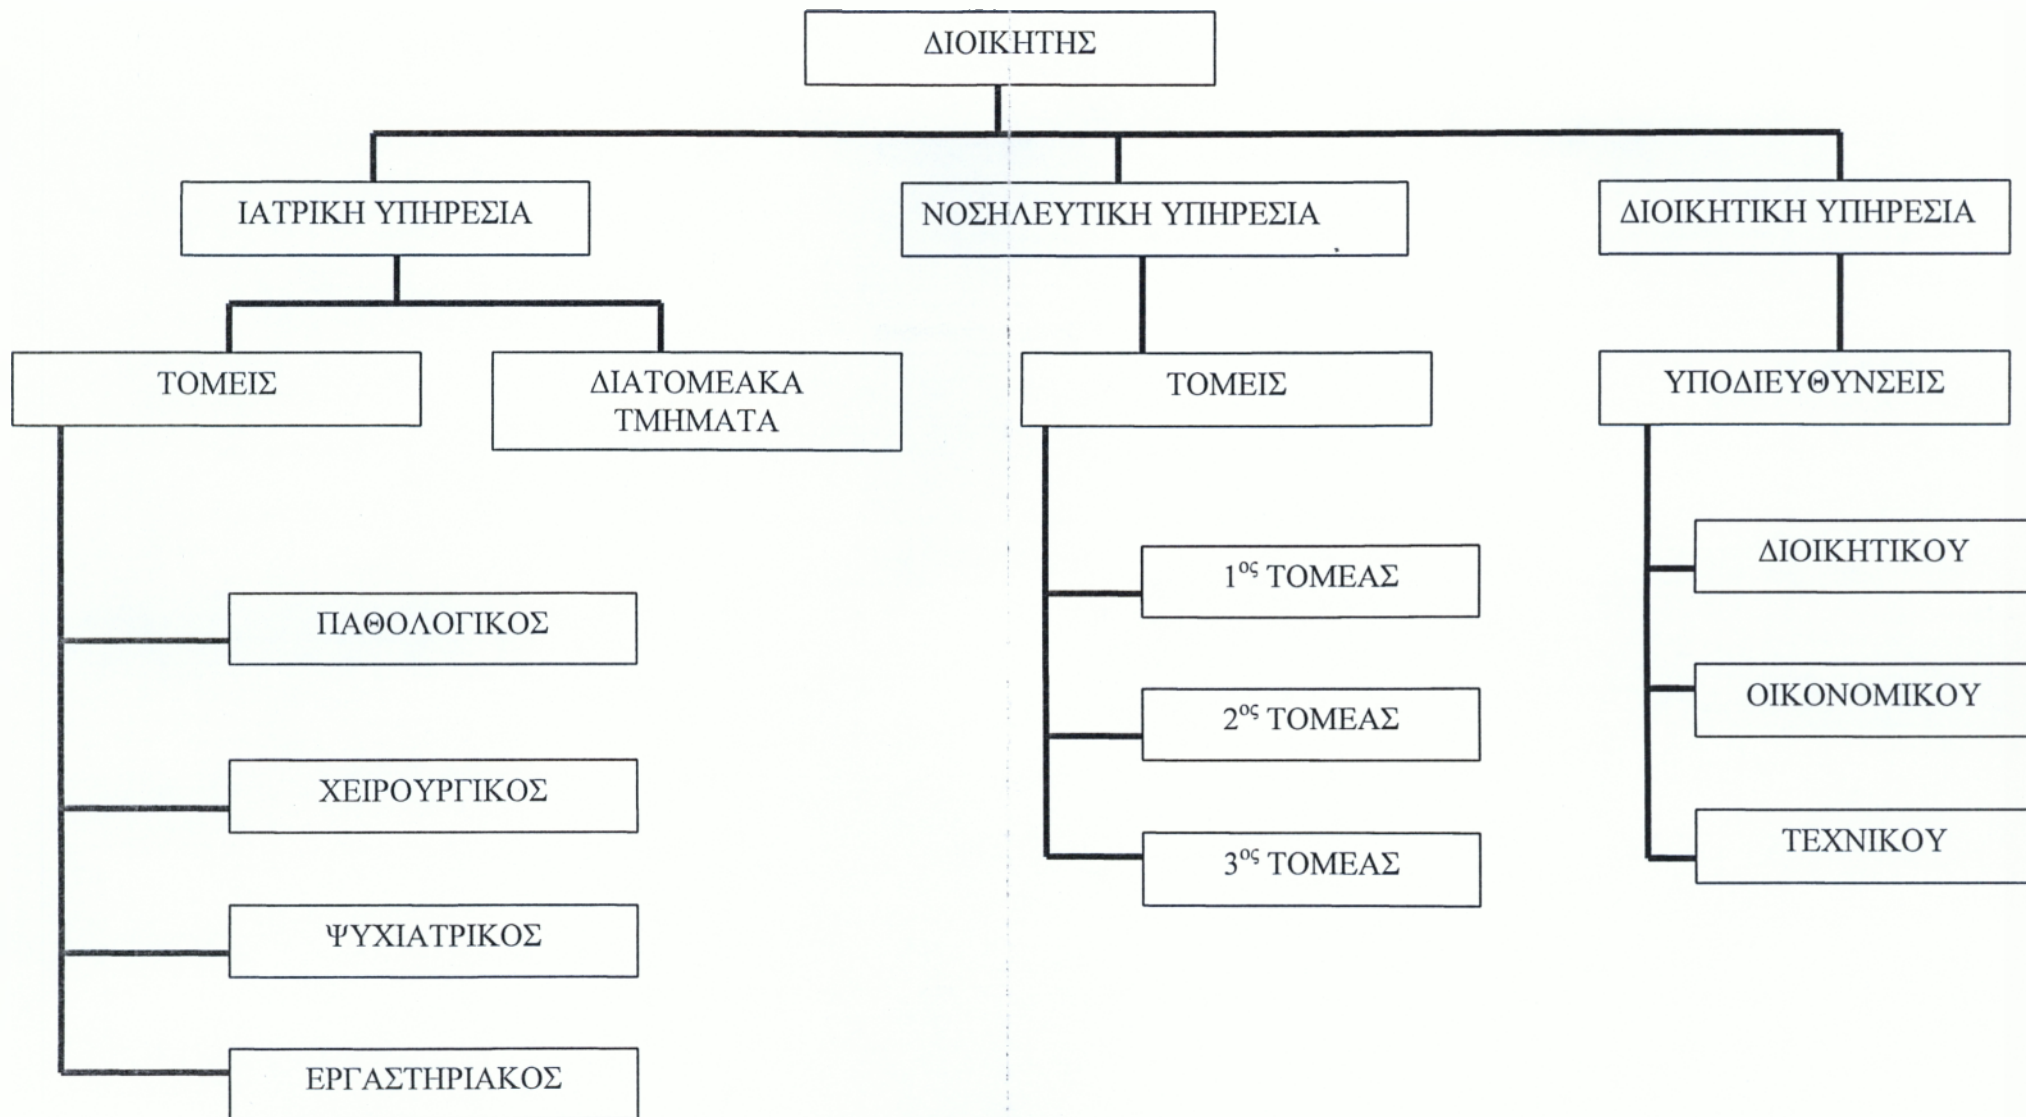 ΔΙΟΙΚΗΤΗΣ
ΙΑΤΡΙΚΗ ΥΠΗΡΕΣΙΑ
ΝΟΣΗΛΕΥΤΙΚΗ ΥΠΗΡΕΣΙΑ
ΔΙΟΙΚΗΤΙΚΗ ΥΠΗΡΕΣΙΑ
ΤΟΜΕΙΣ
ΔΙΑΤΟΜΕΑΚΑ
ΤΜΗΜΑΤΑ
ΤΟΜΕΙΣ
ΥΠΟΔΙΕΥΘΥΝΣΕΙΣ
ΠΑΘΟΛΟΓΙΚΟΣ
ΧΕΙΡΟΥΡΓΙΚΟΣ
ΨΥΧΙΑΤΡΙΚΟΣ
ΕΡΓΑΣΤΗΡΙΑΚΟΣ
1ος ΤΟΜΕΑΣ
2ος ΤΟΜΕΑΣ
3ος ΤΟΜΕΑΣ
ΔΙΟΙΚΗΤΙΚΟΥ
ΟΙΚΟΝΟΜΙΚΟΥ
ΤΕΧΝΙΚΟΥ